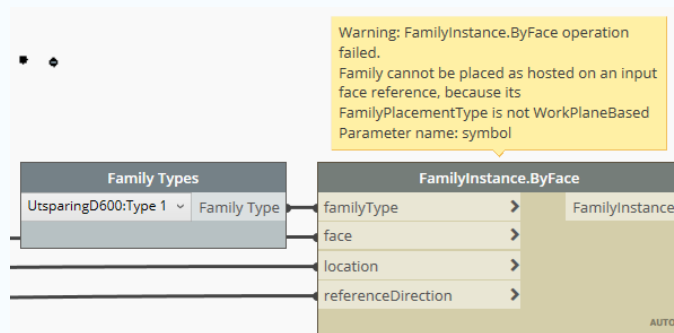 Warning: FamilyInstance.ByFace operation
failed.
Family cannot be placed as hosted on an input
face reference, because its
FamilyPlacementType is not WorkPlaneBased
Parameter name: symbol
Family Types
UtsparingD600:Type 1
Family Type
FamilyInstance.ByFace
familyType >
FamilyInstance
face >
location >
referenceDirection >
AUTO